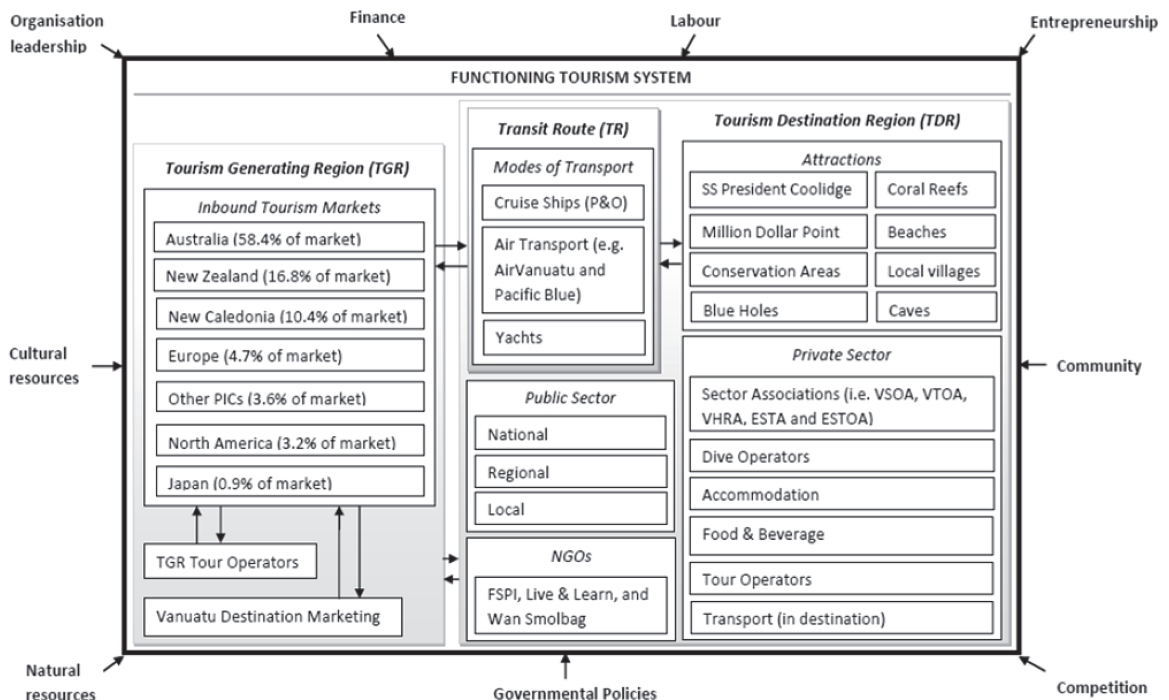 Organisation
leadership
Finance
Labour
Entrepreneurship
FUNCTIONING TOURISM SYSTEM
Tourism Generating Region (TGR)
Inbound Tourism Markets
Australia (58.4% of market)
New Zealand (16.8% of market)
New Caledonia (10.4% of market)
Europe (4.7% of market)
Other PICs (3.6% of market)
North America (3.2% of market)
Japan (0.9% of market)
TGR Tour Operators
Vanuatu Destination Marketing
Transit Route (TR)
Modes of Transport
Cruise Ships (P&O)
Air Transport (e.g.
AirVanuatu and
Pacific Blue)
Yachts
Public Sector
National
Regional
Local
NGOs
FSPI, Live & Learn, and
Wan Smolbag
Tourism Destination Region (TDR)
Attractions
SS President Coolidge
Coral Reefs
Million Dollar Point
Beaches
Conservation Areas
Local villages
Blue Holes
Caves
Private Sector
Sector Associations (i.e. VSOA, VTOA,
VHRA, ESTA and ESTOA)
Dive Operators
Accommodation
Food & Beverage
Tour Operators
Transport (in destination)
Cultural
resources
Community
Natural
resources
Governmental Policies
Competition